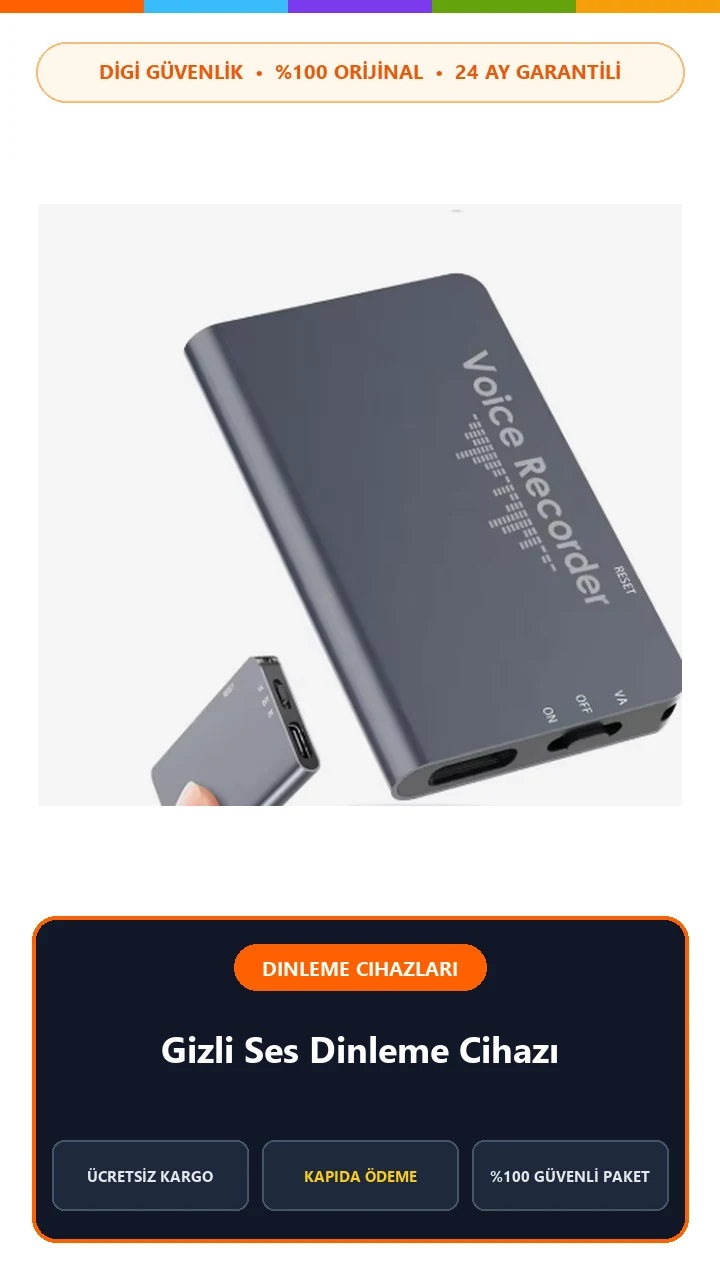 DİGİ GÜVENLİK • %100 ORİJİNAL • 24 AY GARANTİLİ
Voice Recorder
RESET
ON OFF VA
DINLEME CIHAZLARI
Gizli Ses Dinleme Cihazı
ÜCRETSİZ KARGO
KAPIDA ÖDEME
%100 GÜVENLİ PAKET